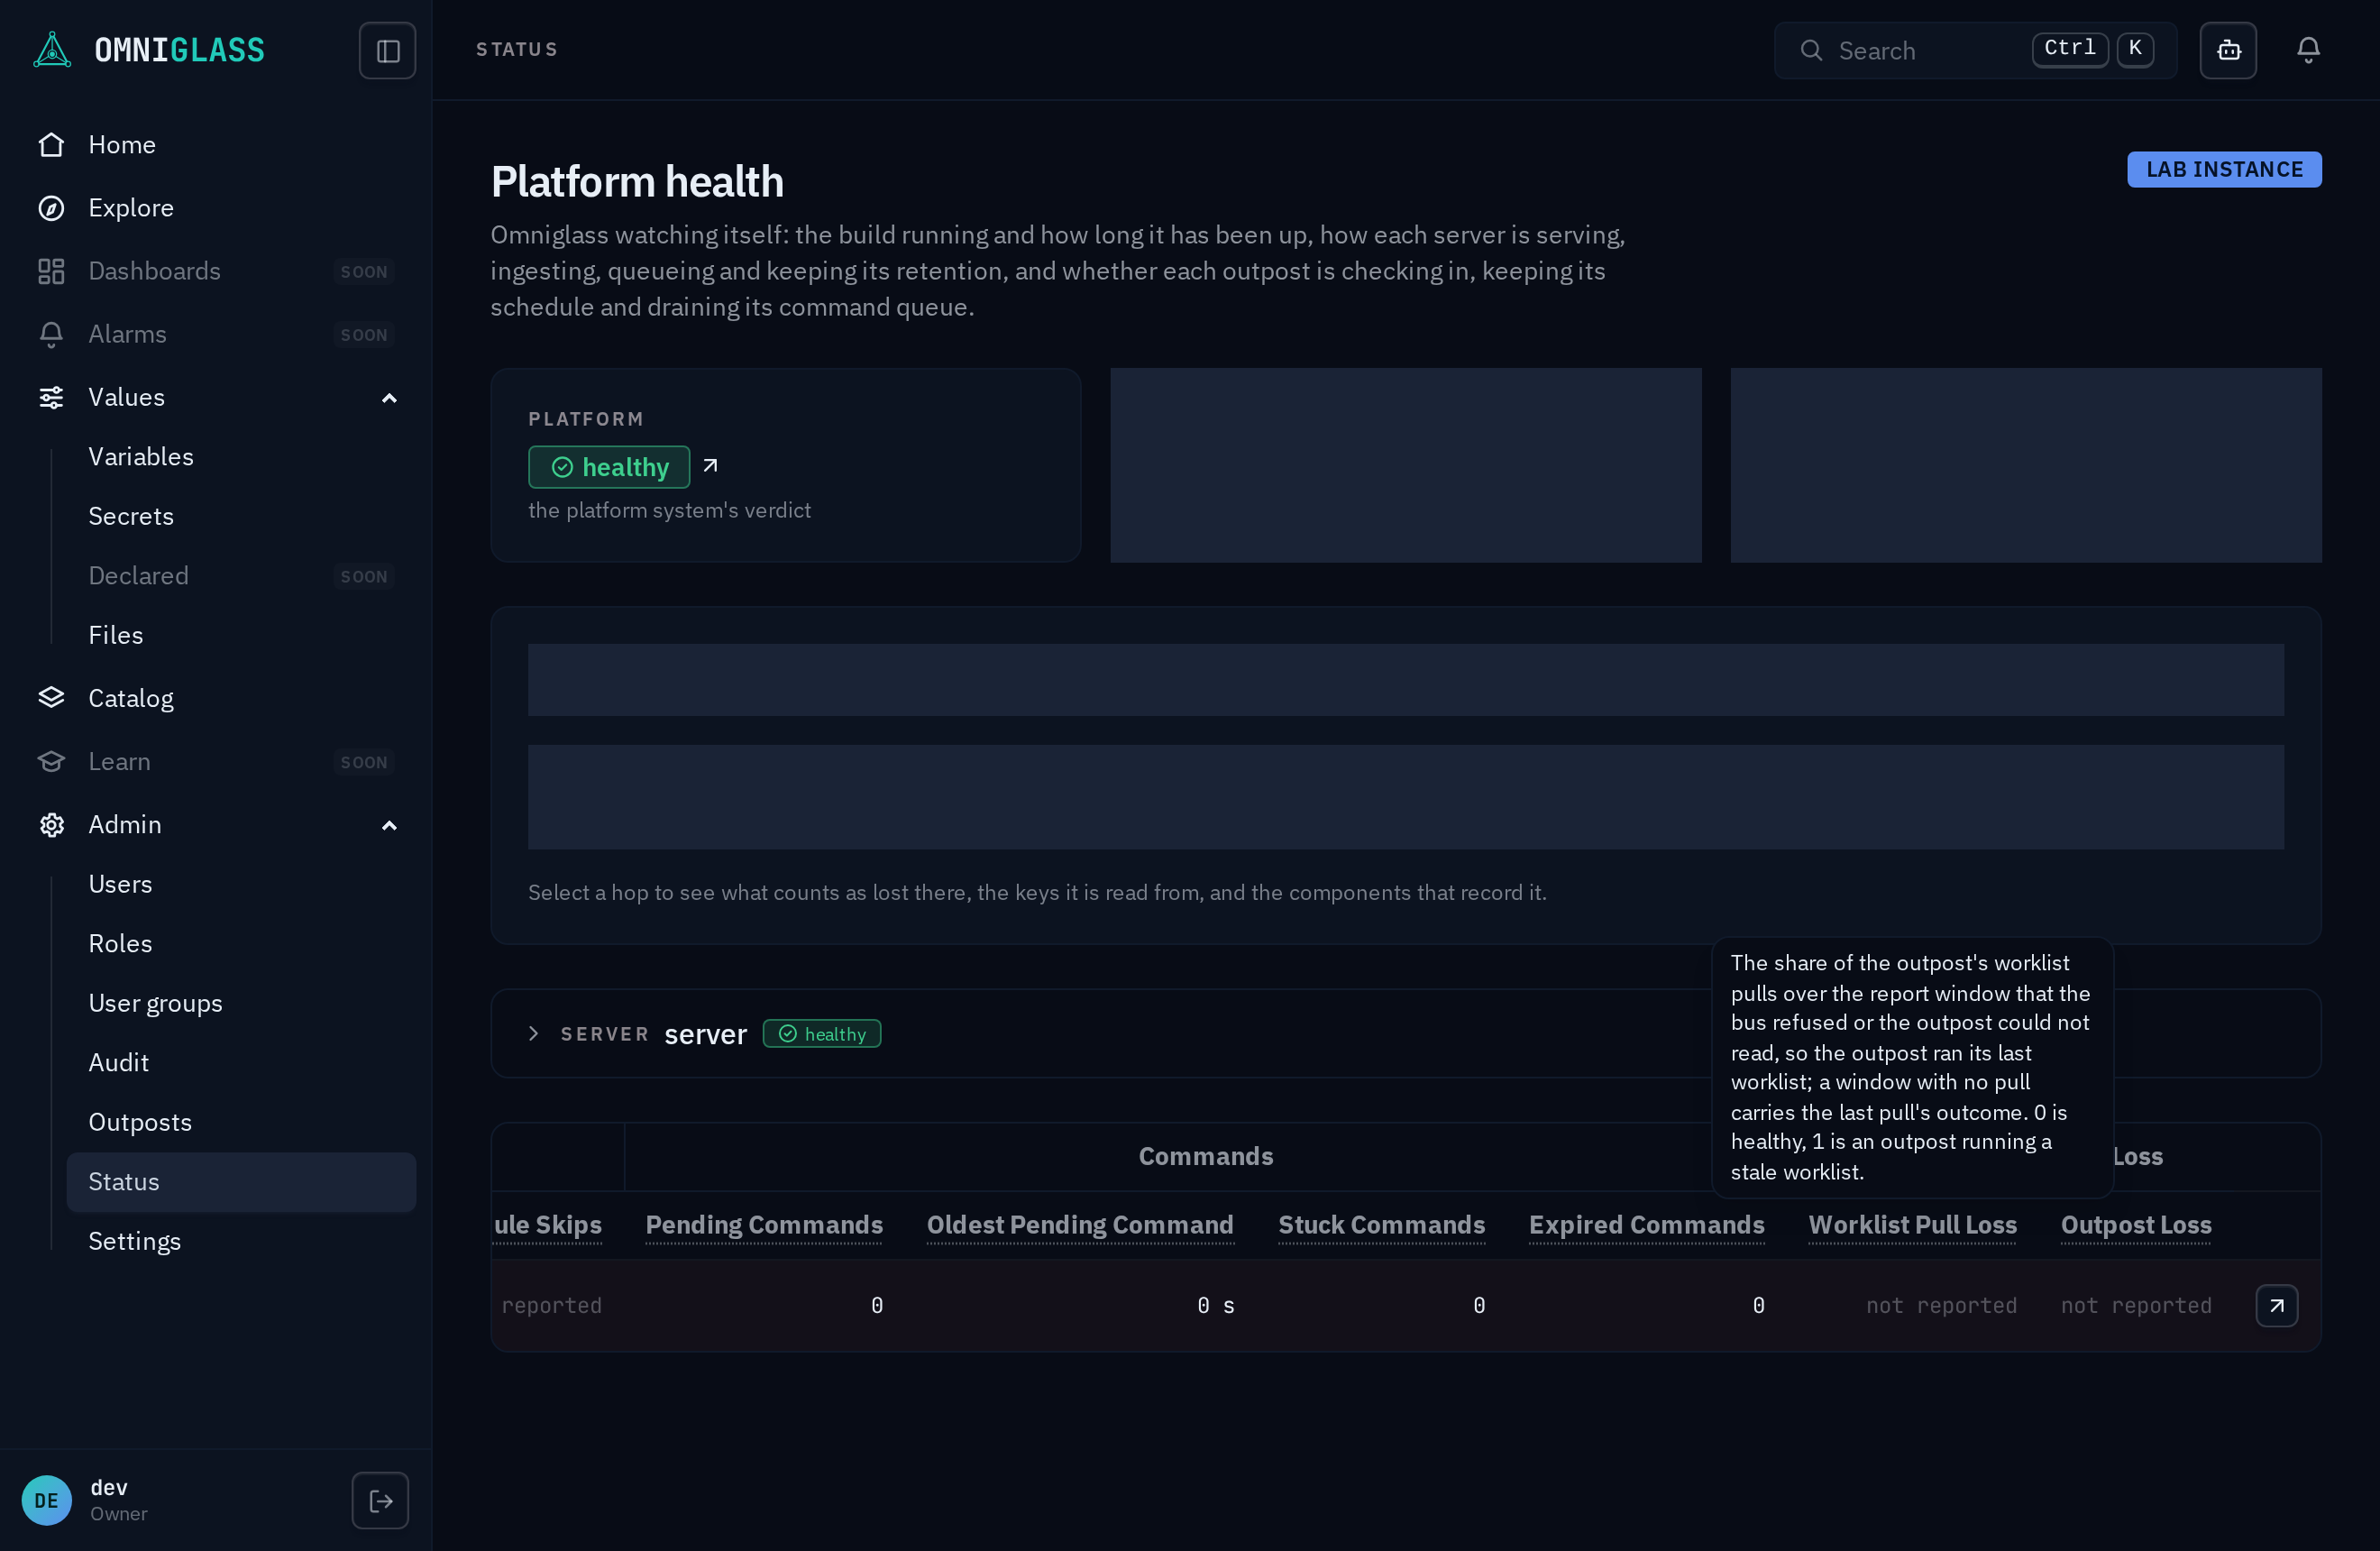 OMNIGLASS
Home
Explore
Dashboards SOON
Alarms SOON
Values
Variables
Secrets
Declared SOON
Files
Catalog
Learn SOON
Admin
Users
Roles
User groups
Audit
Outposts
Status
Settings
DE
dev
Owner
STATUS
Search Ctrl K
Platform health
LAB INSTANCE
Omniglass watching itself: the build running and how long it has been up, how each server is serving,
ingesting, queueing and keeping its retention, and whether each outpost is checking in, keeping its
schedule and draining its command queue.
PLATFORM
healthy
the platform system's verdict
Select a hop to see what counts as lost there, the keys it is read from, and the components that record it.
SERVER server healthy
The share of the outpost's worklist
pulls over the report window that the
bus refused or the outpost could not
read, so the outpost ran its last
worklist; a window with no pull
carries the last pull's outcome. 0 is
healthy, 1 is an outpost running a
stale worklist.
Commands Loss
ule Skips Pending Commands Oldest Pending Command Stuck Commands Expired Commands Worklist Pull Loss Outpost Loss
reported 0 0 s 0 0 not reported not reported